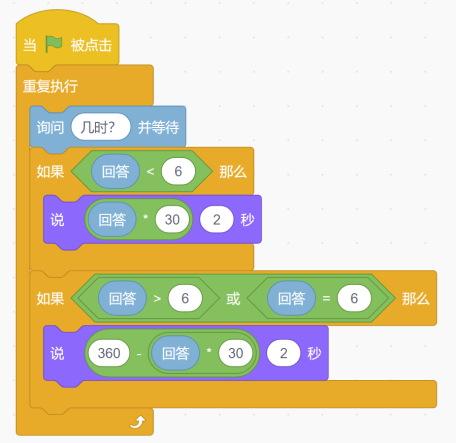 当 被点击
重复执行
询问 几时? 并等待
如果 回答 < 6 那么
说 回答 * 30 2 秒
如果 回答 > 6 或 回答 = 6 那么
说 360 - 回答 * 30 2 秒